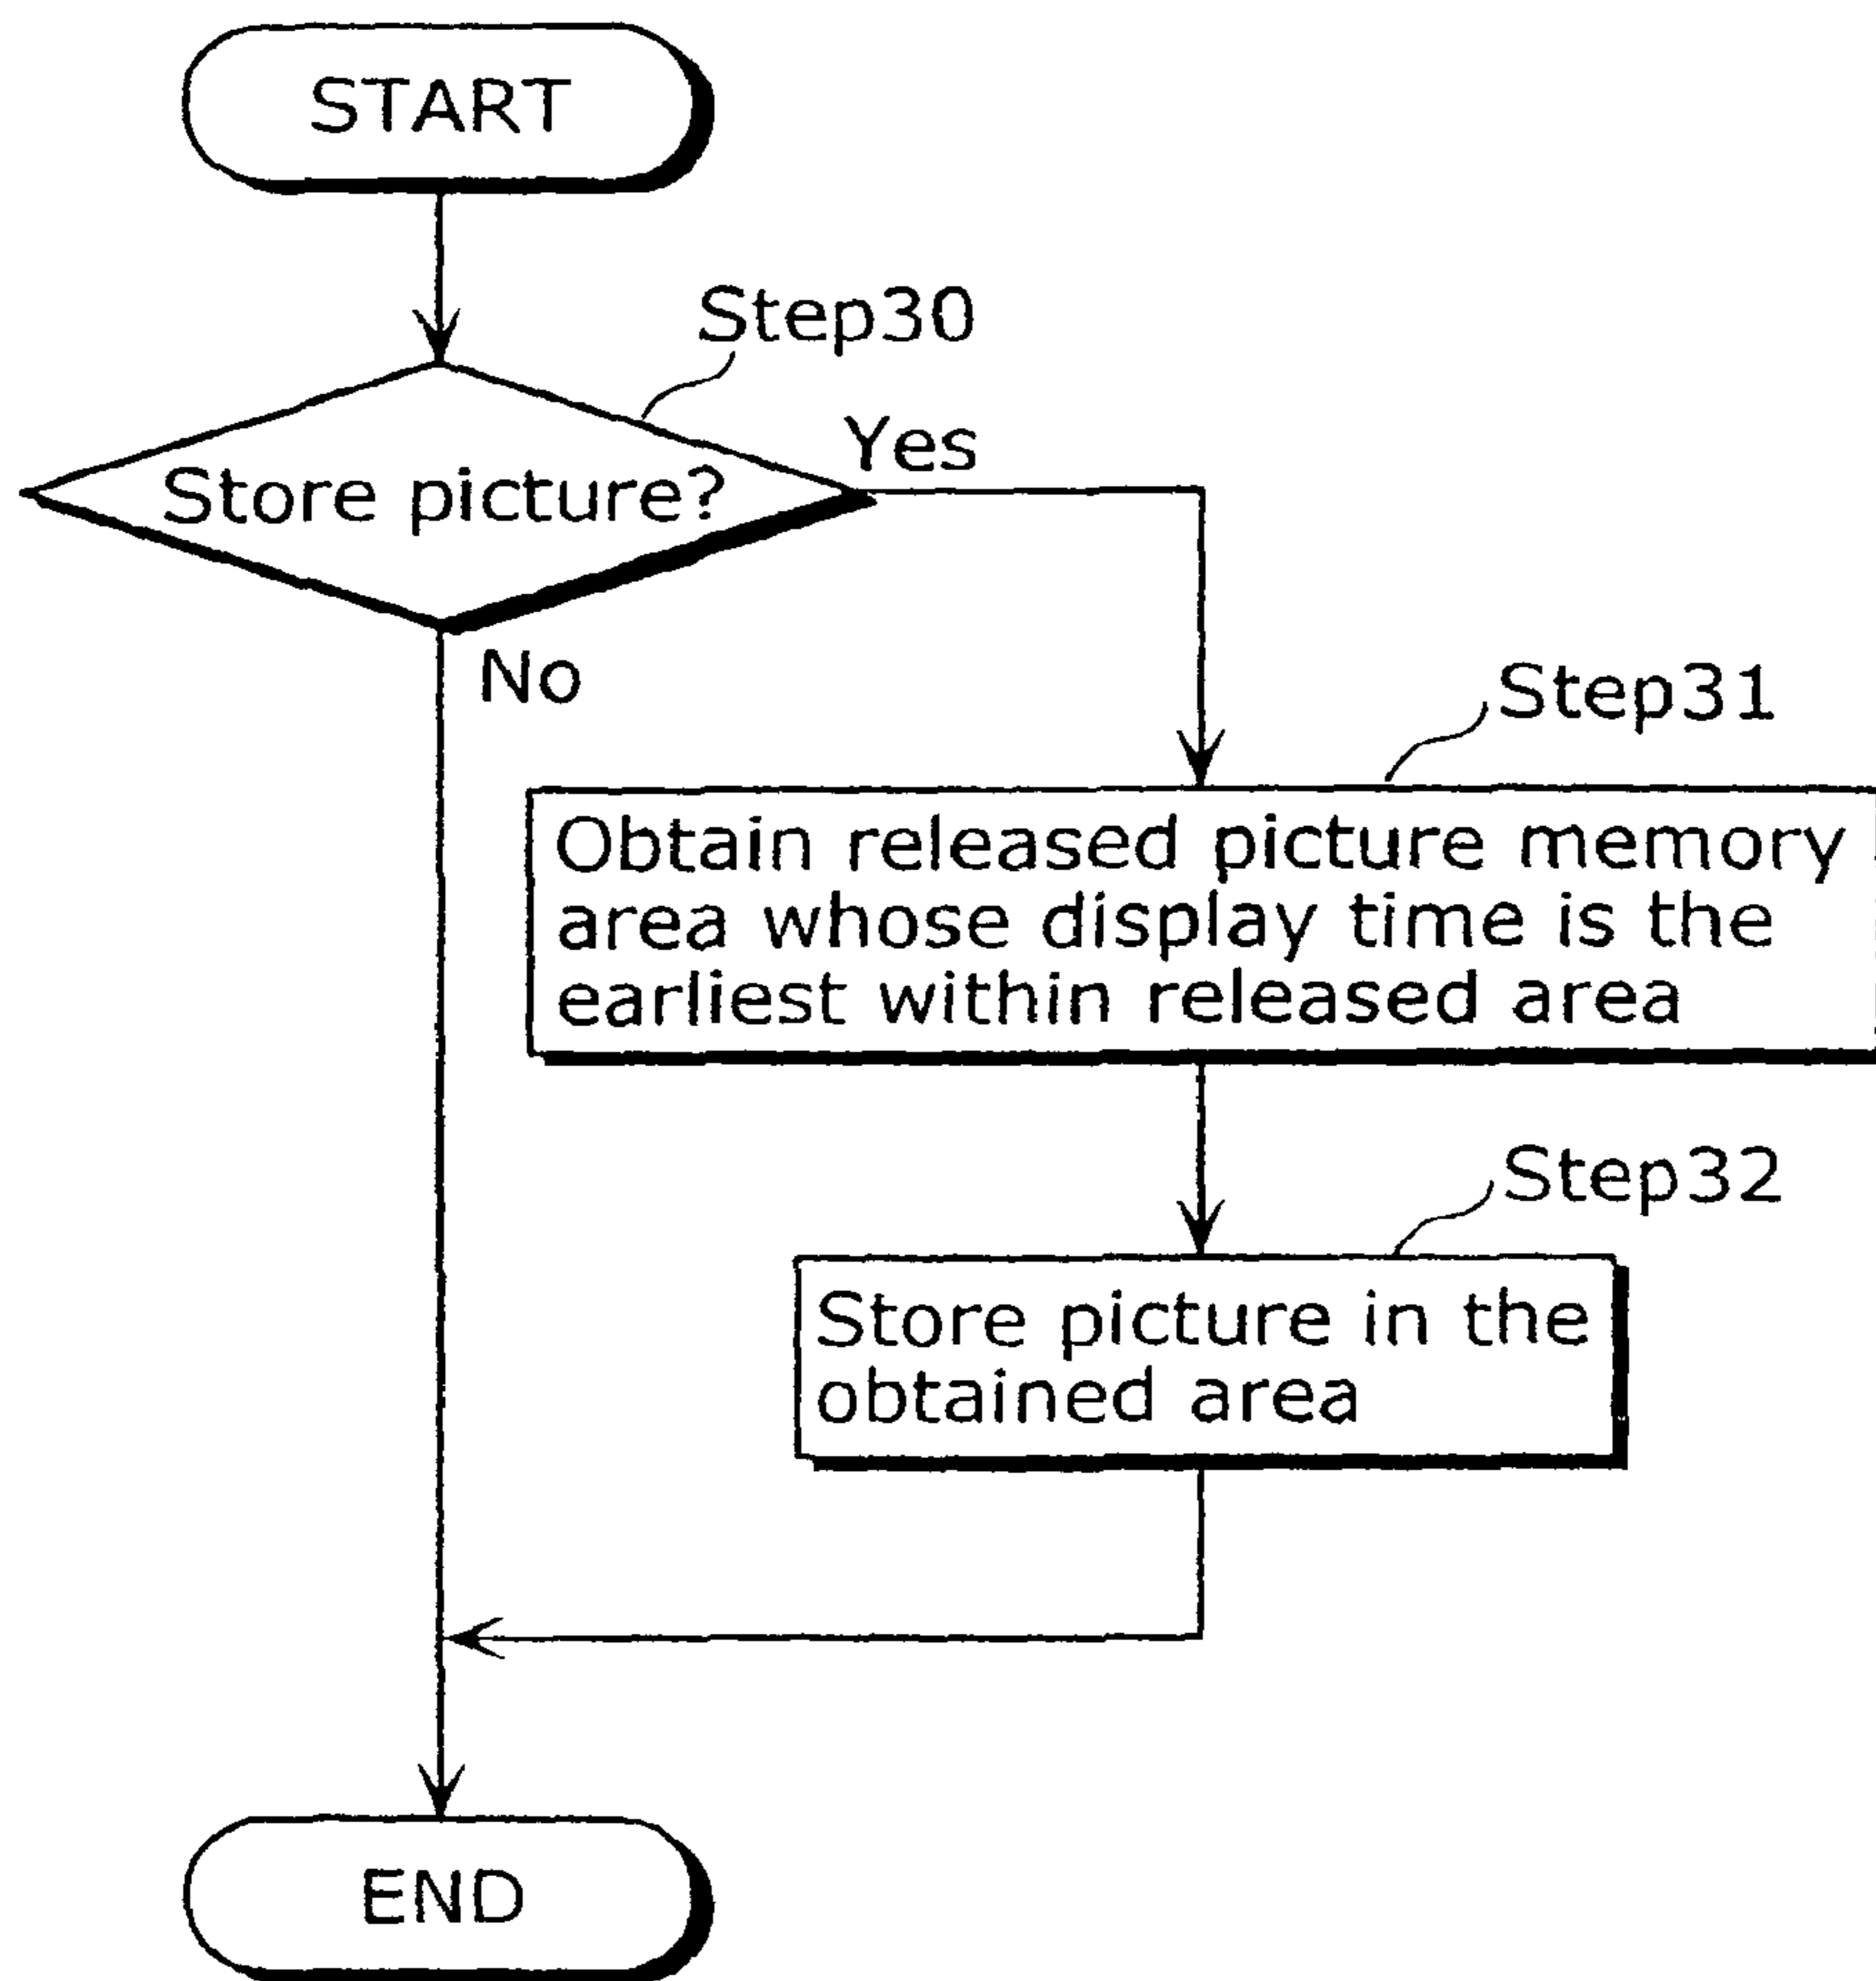 START
Step30
Store picture?
Yes
No
Step31
Obtain released picture memory
area whose display time is the
earliest within released area
Step32
Store picture in the
obtained area
END